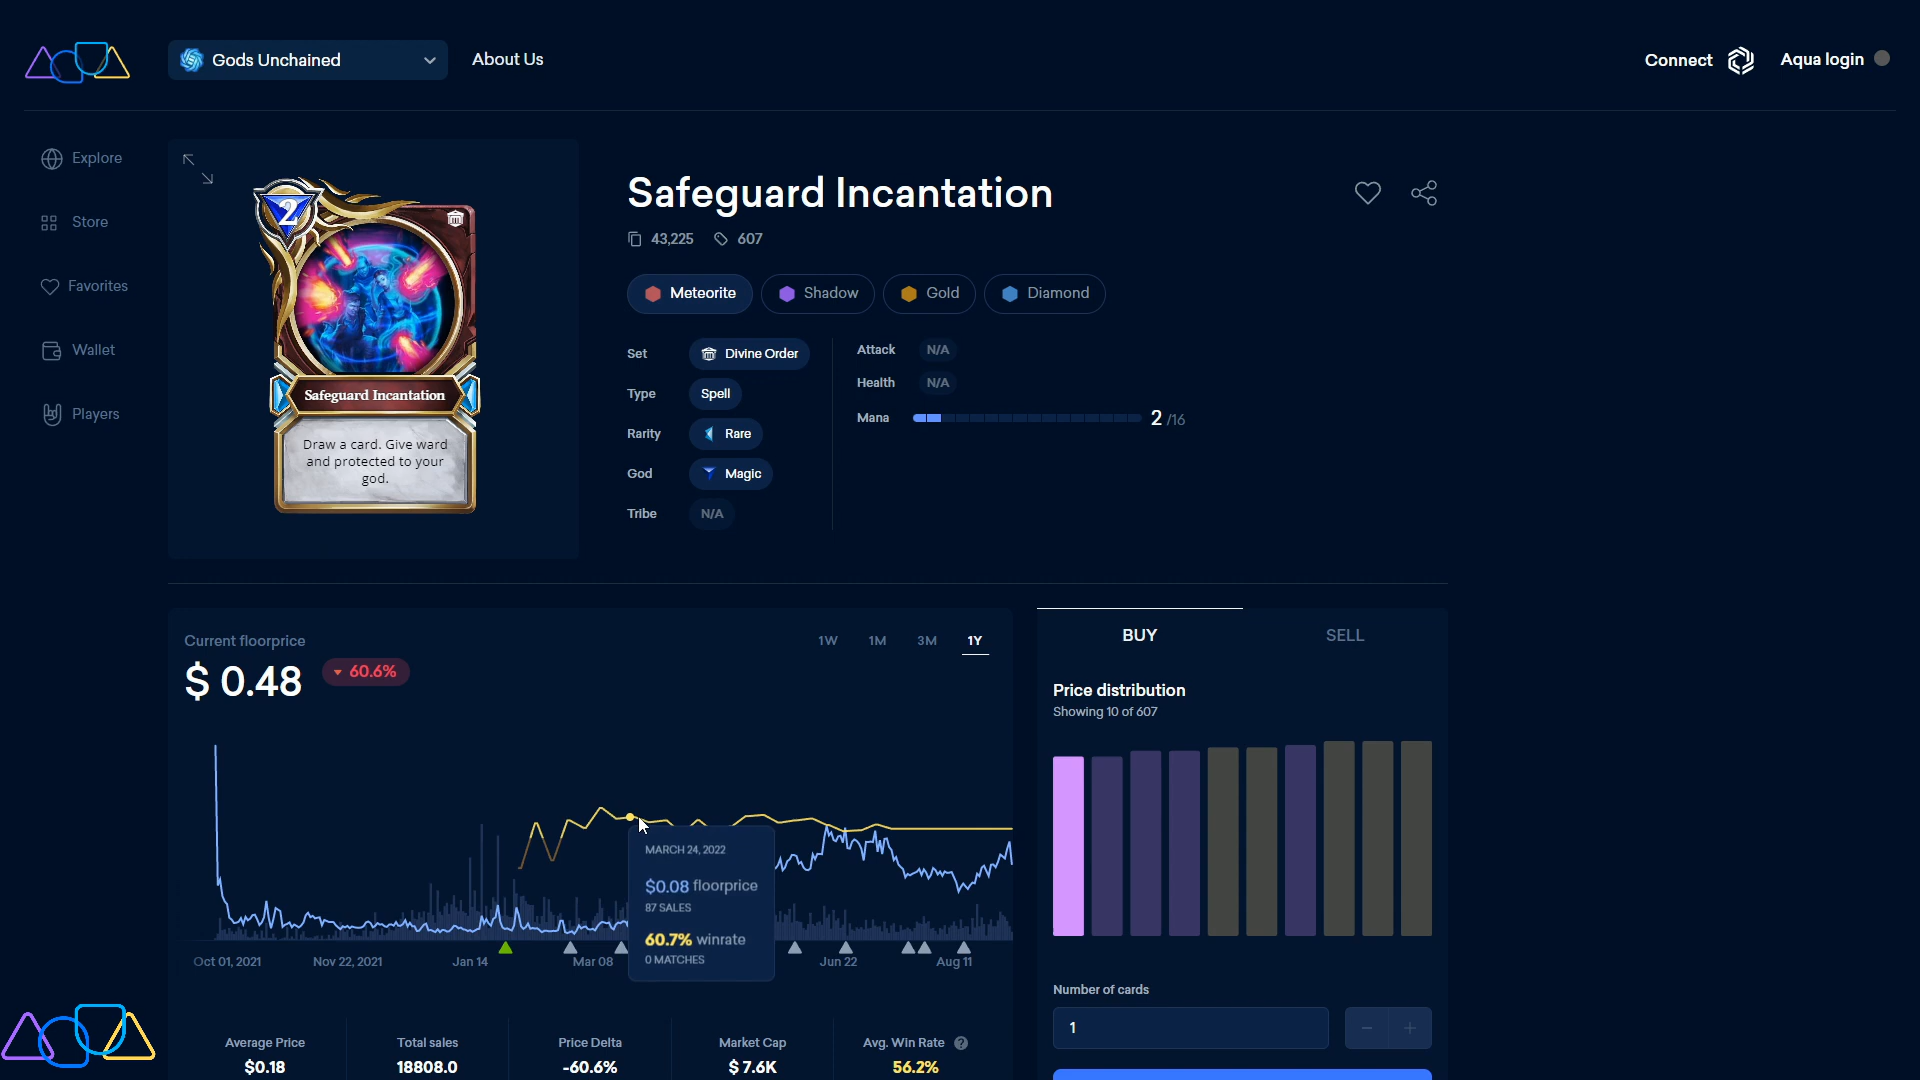 Gods Unchained
About Us
Connect
Aqua login
Explore
Store
Favorites
Wallet
Players
2
Safeguard Incantation
Draw a card. Give ward
and protected to your
god.
Safeguard Incantation
43,225 607
Meteorite Shadow Gold Diamond
Set Divine Order
Type Spell
Rarity Rare
God Magic
Tribe N/A
Attack N/A
Health N/A
Mana 2 /16
Current floorprice
$ 0.48 60.6%
1W 1M 3M 1Y
MARCH 24, 2022
$0.08 floorprice
87 SALES
60.7% winrate
0 MATCHES
Oct 01, 2021 Nov 22, 2021 Jan 14 Mar 08 Jun 22 Aug 11
Average Price Total sales Price Delta Market Cap Avg. Win Rate ?
$0.18 18808.0 -60.6% $ 7.6K 56.2%
BUY SELL
Price distribution
Showing 10 of 607
Number of cards
1 − +